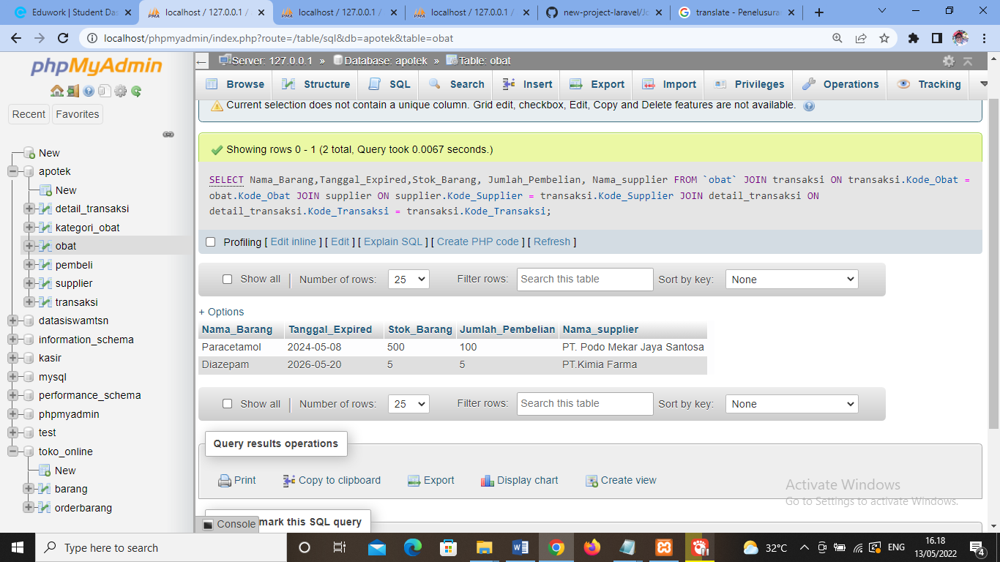 Eduwork | Student Das
localhost / 127.0.0.1 /
localhost / 127.0.0.1 /
localhost / 127.0.0.1 /
new-project-laravel/Jo
translate - Penelusura
localhost/phpmyadmin/index.php?route=/table/sql&db=apotek&table=obat
phpMyAdmin
Recent
Favorites
New
apotek
New
detail_transaksi
kategori_obat
obat
pembeli
supplier
transaksi
datasiswamtsn
information_schema
kasir
mysql
performance_schema
phpmyadmin
test
toko_online
New
barang
orderbarang
Server: 127.0.0.1 » Database: apotek » Table: obat
Browse Structure SQL Search Insert Export Import Privileges Operations Tracking
Current selection does not contain a unique column. Grid edit, checkbox, Edit, Copy and Delete features are not available.
Showing rows 0 - 1 (2 total, Query took 0.0067 seconds.)
SELECT Nama_Barang,Tanggal_Expired,Stok_Barang, Jumlah_Pembelian, Nama_supplier FROM `obat` JOIN transaksi ON transaksi.Kode_Obat =
obat.Kode_Obat JOIN supplier ON supplier.Kode_Supplier = transaksi.Kode_Supplier JOIN detail_transaksi ON
detail_transaksi.Kode_Transaksi = transaksi.Kode_Transaksi;
Profiling [ Edit inline ] [ Edit ] [ Explain SQL ] [ Create PHP code ] [ Refresh ]
Show all | Number of rows: 25 Filter rows: Search this table Sort by key: None
+ Options
Nama_Barang Tanggal_Expired Stok_Barang Jumlah_Pembelian Nama_supplier
Paracetamol 2024-05-08 500 100 PT. Podo Mekar Jaya Santosa
Diazepam 2026-05-20 5 5 PT.Kimia Farma
Show all | Number of rows: 25 Filter rows: Search this table Sort by key: None
Query results operations
Print Copy to clipboard Export Display chart Create view
Activate Windows
Go to Settings to activate Windows.
Console
mark this SQL query
Type here to search
32°C
ENG
16.18
13/05/2022
4